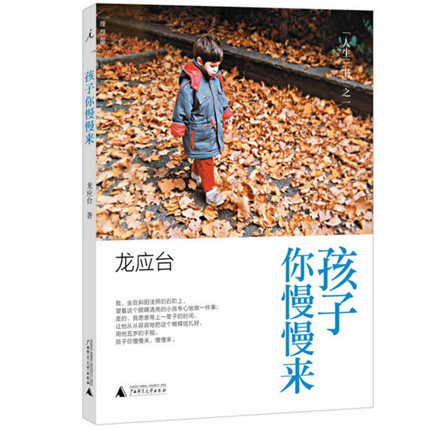 理想国
孩子你慢慢来
龙应台 著
「人生三书」之一
龙应台
孩子
你慢慢来
我，坐在斜阳浅照的石阶上，
望着这个眼睛清亮的小孩专心地做一件事；
是的，我愿意等上一辈子的时间，
让他从从容容地把这个蝴蝶结扎好，
用他五岁的手指。
孩子你慢慢来，慢慢来。
广西师范大学出版社